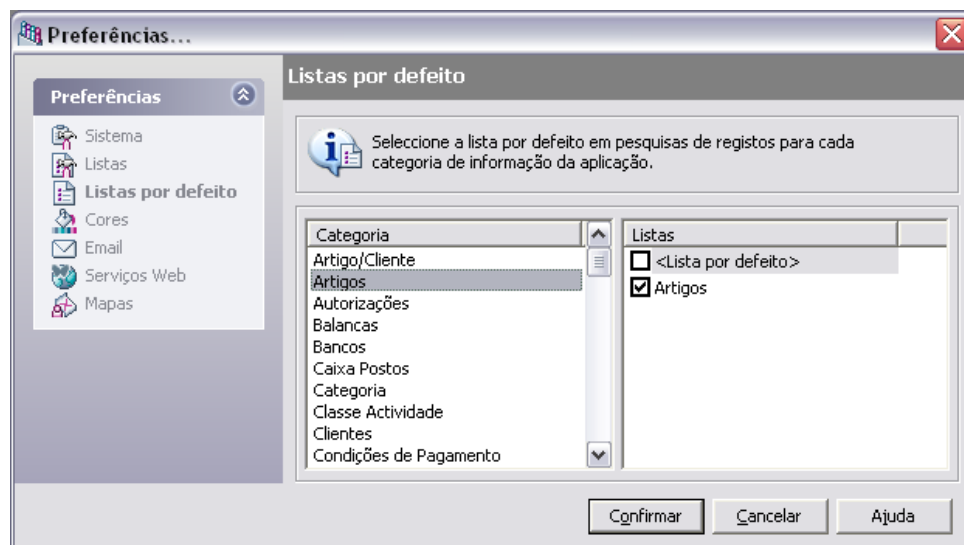 Preferências...
Preferências
Sistema
Listas
Listas por defeito
Cores
Email
Serviços Web
Mapas
Listas por defeito
Seleccione a lista por defeito em pesquisas de registos para cada
categoria de informação da aplicação.
Categoria
Artigo/Cliente
Artigos
Autorizações
Balancas
Bancos
Caixa Postos
Categoria
Classe Actividade
Clientes
Condições de Pagamento
Listas
<Lista por defeito>
Artigos
Confirmar
Cancelar
Ajuda